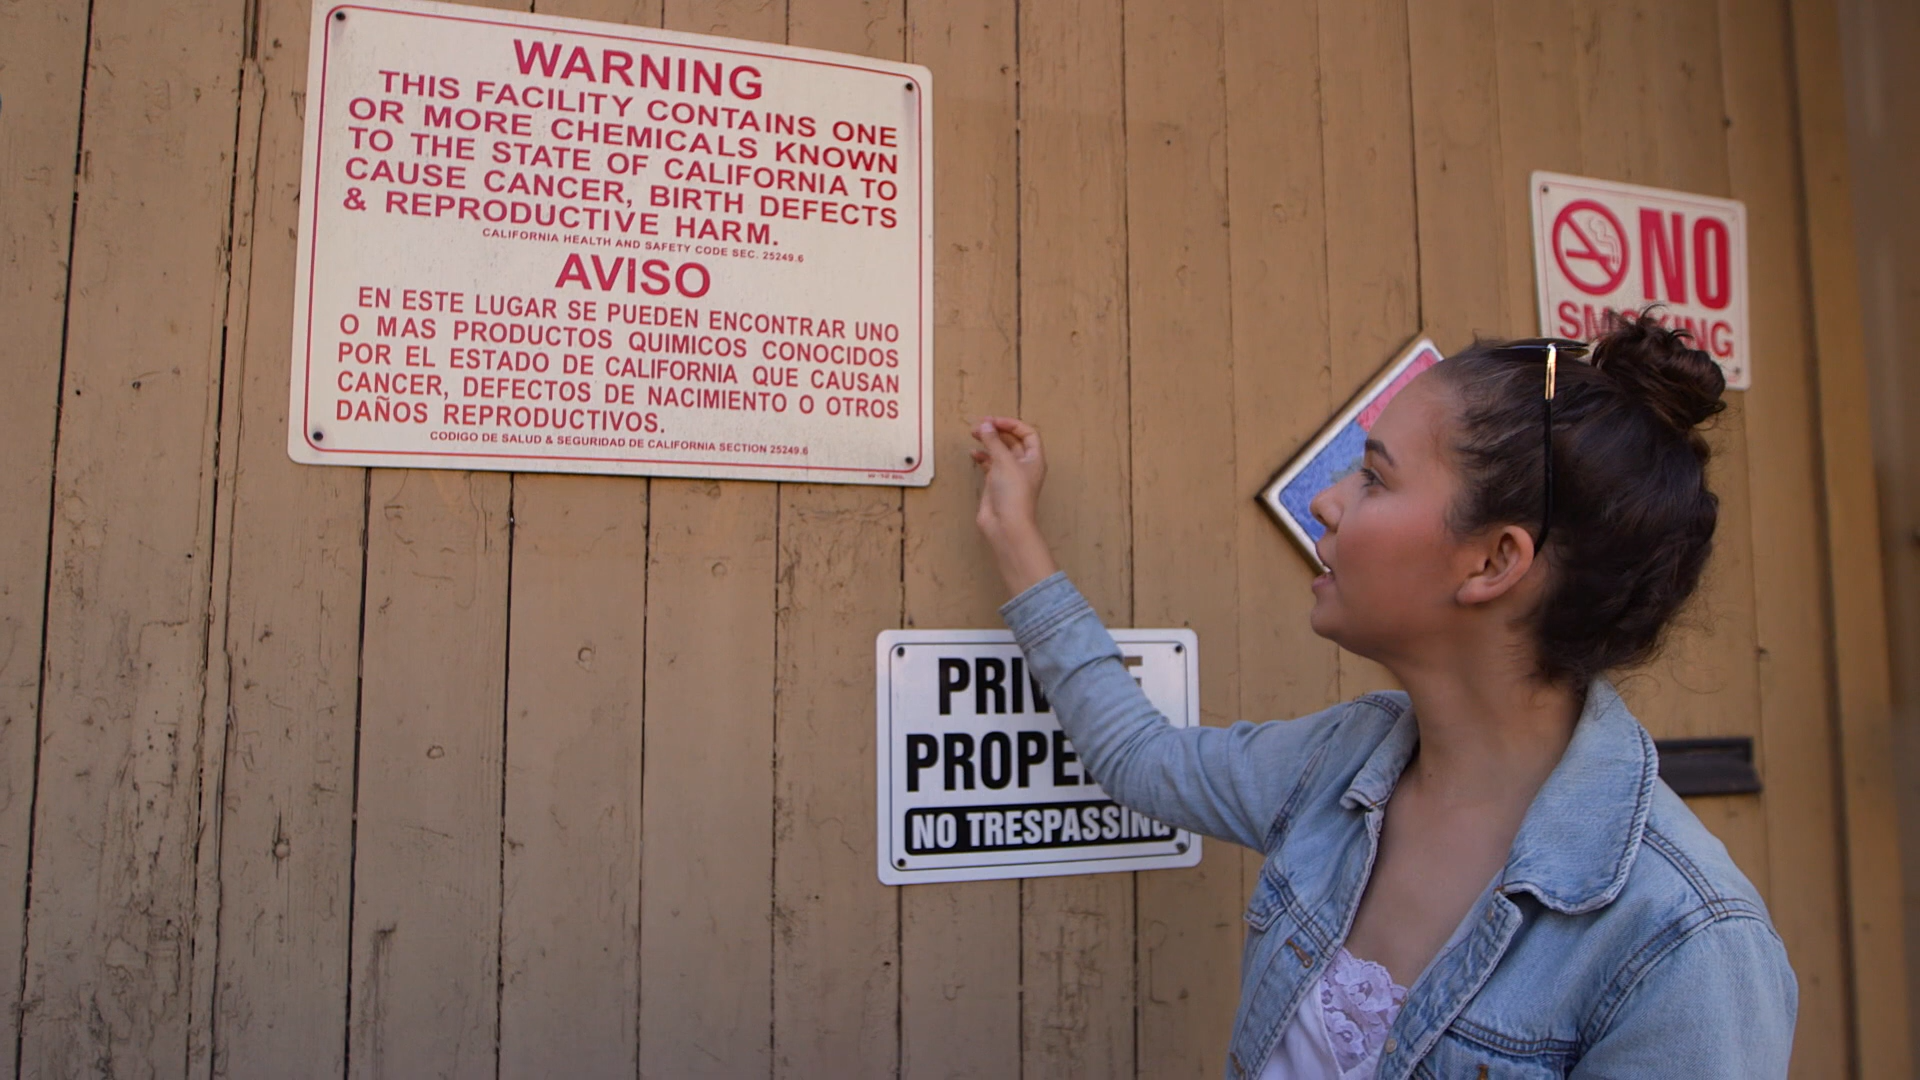 WARNING
THIS FACILITY CONTAINS ONE
OR MORE CHEMICALS KNOWN
TO THE STATE OF CALIFORNIA TO
CAUSE CANCER, BIRTH DEFECTS
& REPRODUCTIVE HARM.
CALIFORNIA HEALTH AND SAFETY CODE SEC. 25249.6
AVISO
EN ESTE LUGAR SE PUEDEN ENCONTRAR UNO
O MAS PRODUCTOS QUIMICOS CONOCIDOS
POR EL ESTADO DE CALIFORNIA QUE CAUSAN
CANCER, DEFECTOS DE NACIMIENTO O OTROS
DAÑOS REPRODUCTIVOS.
CODIGO DE SALUD & SEGURIDAD DE CALIFORNIA SECTION 25249.6
NO
SMOKING
PRIVATE
PROPERTY
NO TRESPASSING